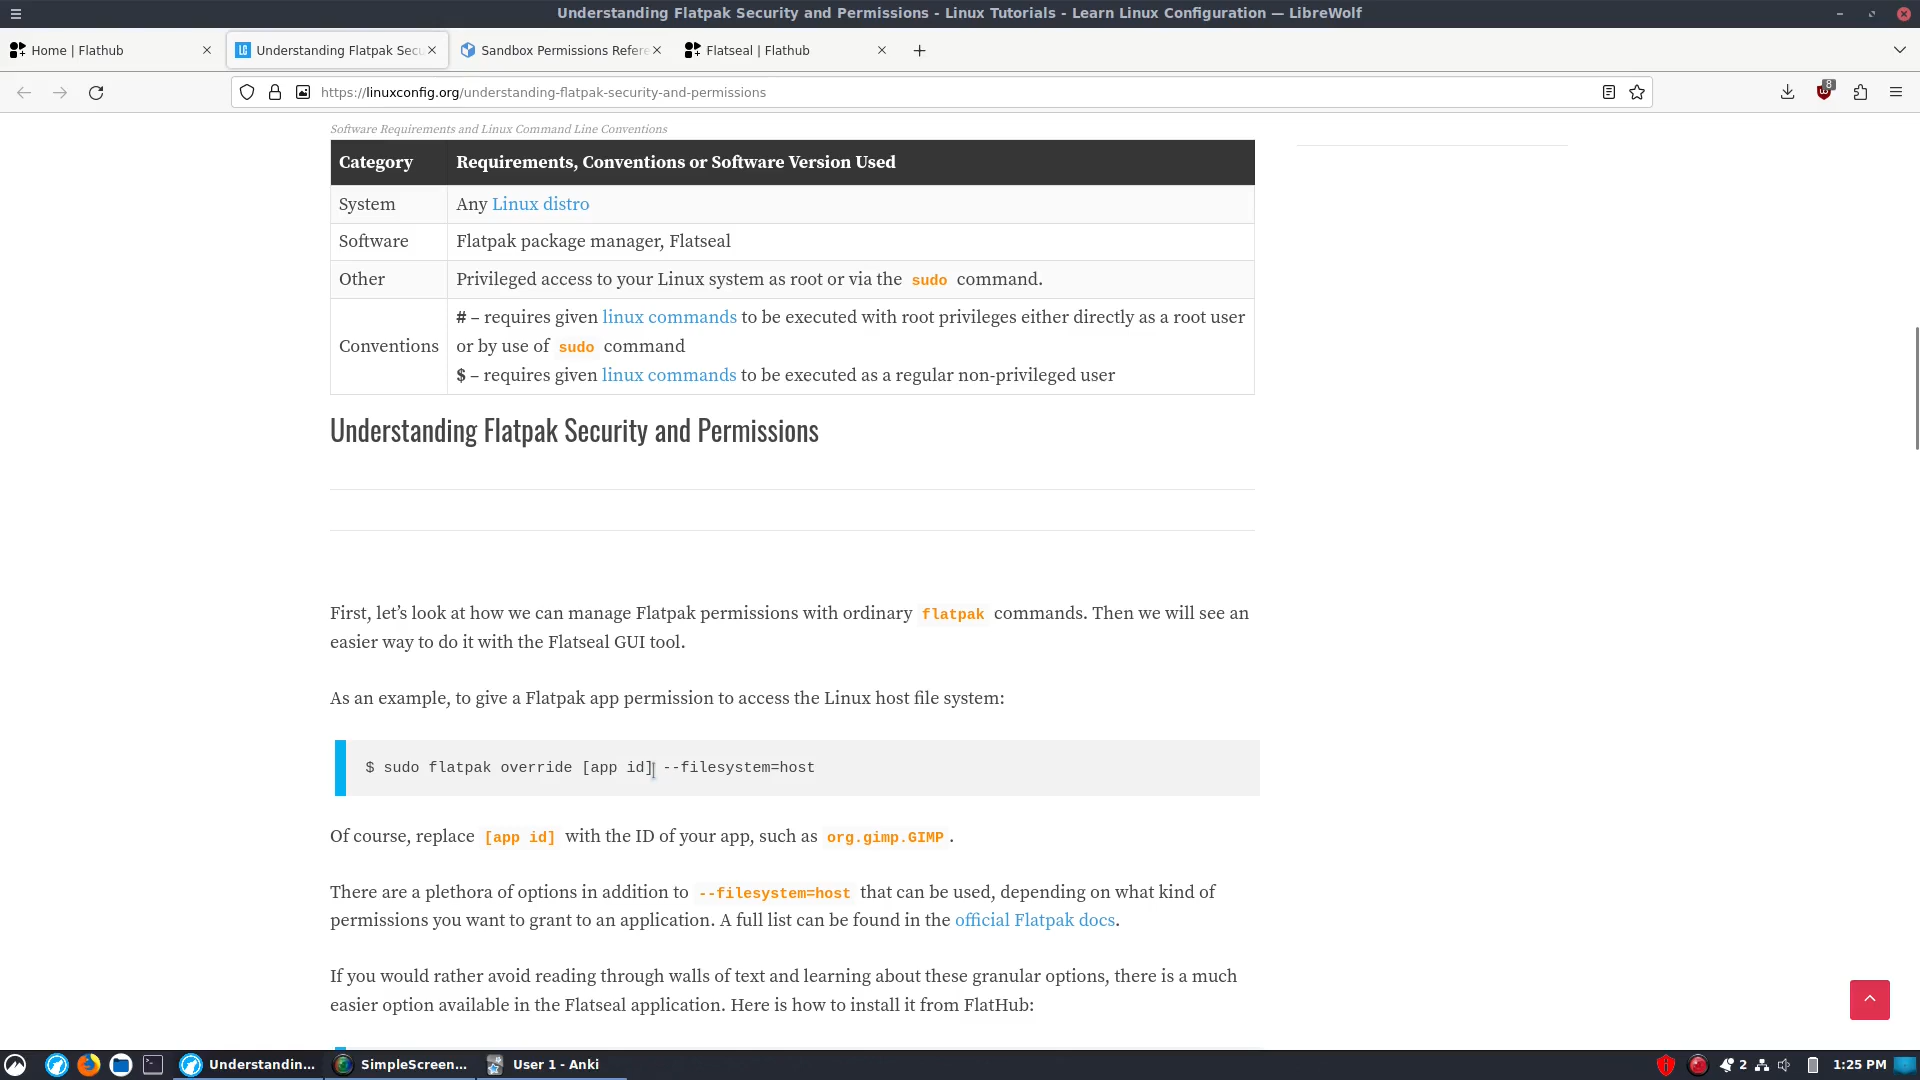 Understanding Flatpak Security and Permissions - Linux Tutorials - Learn Linux Configuration — LibreWolf
Home | Flathub
Understanding Flatpak Secu
Sandbox Permissions Refere
Flatseal | Flathub
https://linuxconfig.org/understanding-flatpak-security-and-permissions
8
Software Requirements and Linux Command Line Conventions
Category Requirements, Conventions or Software Version Used
System Any Linux distro
Software Flatpak package manager, Flatseal
Other Privileged access to your Linux system as root or via the sudo command.
# – requires given linux commands to be executed with root privileges either directly as a root user
or by use of sudo command
Conventions
$ – requires given linux commands to be executed as a regular non-privileged user
Understanding Flatpak Security and Permissions
First, let’s look at how we can manage Flatpak permissions with ordinary flatpak commands. Then we will see an
easier way to do it with the Flatseal GUI tool.
As an example, to give a Flatpak app permission to access the Linux host file system:
$ sudo flatpak override [app id] --filesystem=host
Of course, replace [app id] with the ID of your app, such as org.gimp.GIMP.
There are a plethora of options in addition to --filesystem=host that can be used, depending on what kind of
permissions you want to grant to an application. A full list can be found in the official Flatpak docs.
If you would rather avoid reading through walls of text and learning about these granular options, there is a much
easier option available in the Flatseal application. Here is how to install it from FlatHub:
Understandin...
SimpleScreen...
User 1 - Anki
2
1:25 PM